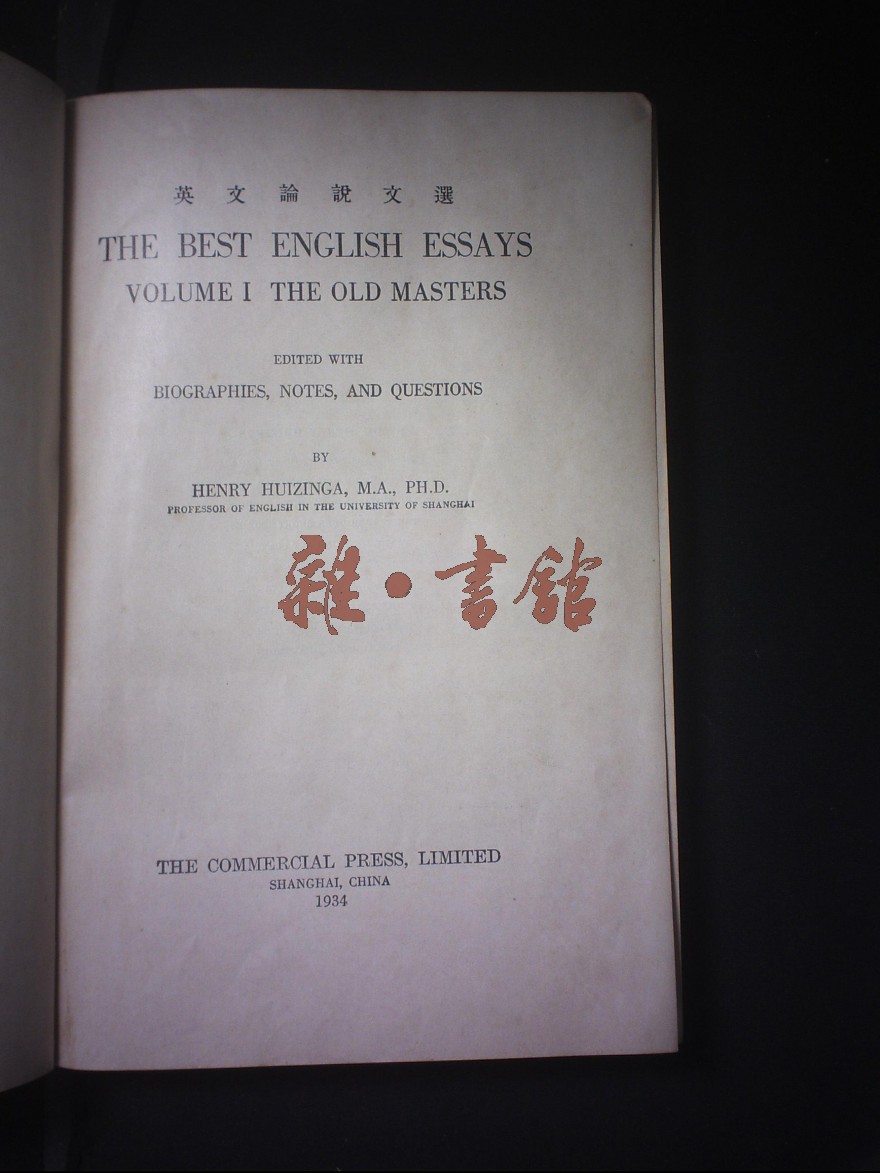 英文論說文選
THE BEST ENGLISH ESSAYS
VOLUME I THE OLD MASTERS
EDITED WITH
BIOGRAPHIES, NOTES, AND QUESTIONS
BY
HENRY HUIZINGA, M.A., PH.D.
PROFESSOR OF ENGLISH IN THE UNIVERSITY OF SHANGHAI
雜·書館
THE COMMERCIAL PRESS, LIMITED
SHANGHAI, CHINA
1934